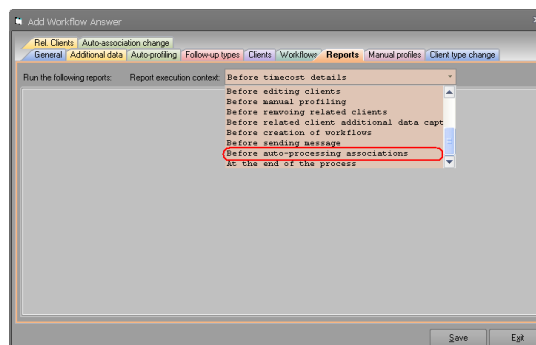 Add Workflow Answer
Rel. Clients Auto-association change
General Additional data Auto-profiling Follow-up types Clients Workflows Reports Manual profiles Client type change
Run the following reports: Report execution context: Before timecost details
Before editing clients
Before manual profiling
Before remvoing related clients
Before related client additional data capt
Before creation of workflows
Before sending message
Before auto-processing associations
At the end of the process
Save Exit